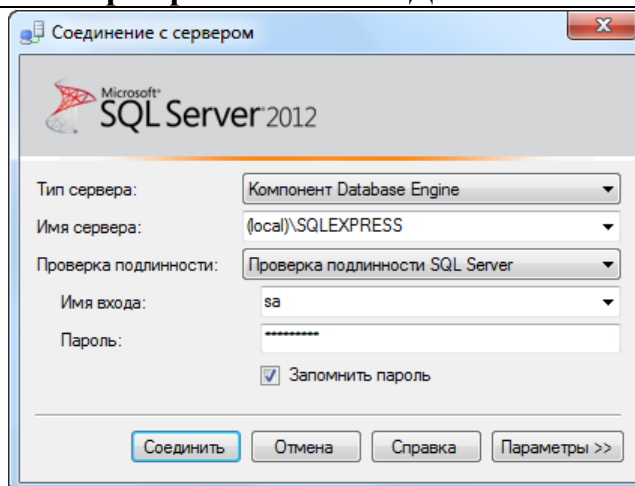 Соединение с сервером
Microsoft®
SQL Server® 2012
Тип сервера: Компонент Database Engine
Имя сервера: (local)\SQLEXPRESS
Проверка подлинности: Проверка подлинности SQL Server
Имя входа: sa
Пароль: *********
Запомнить пароль
Соединить Отмена Справка Параметры >>